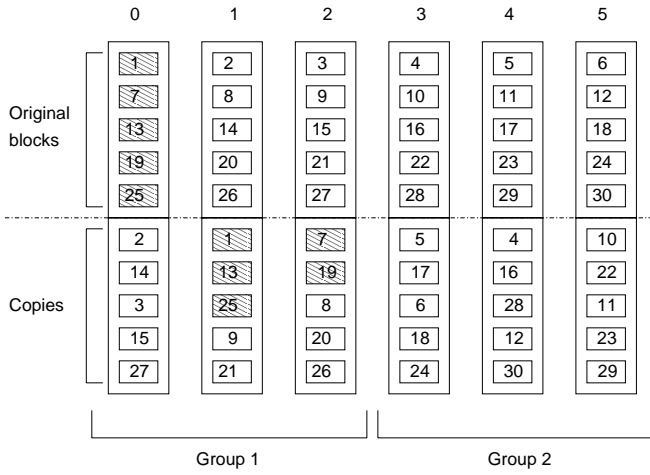 0 1 2 3 4 5
1 2 3 4 5 6
7 8 9 10 11 12
Original
blocks
13 14 15 16 17 18
19 20 21 22 23 24
25 26 27 28 29 30
2 1 7 5 4 10
14 13 19 17 16 22
Copies
3 25 8 6 28 11
15 9 20 18 12 23
27 21 26 24 30 29
Group 1
Group 2